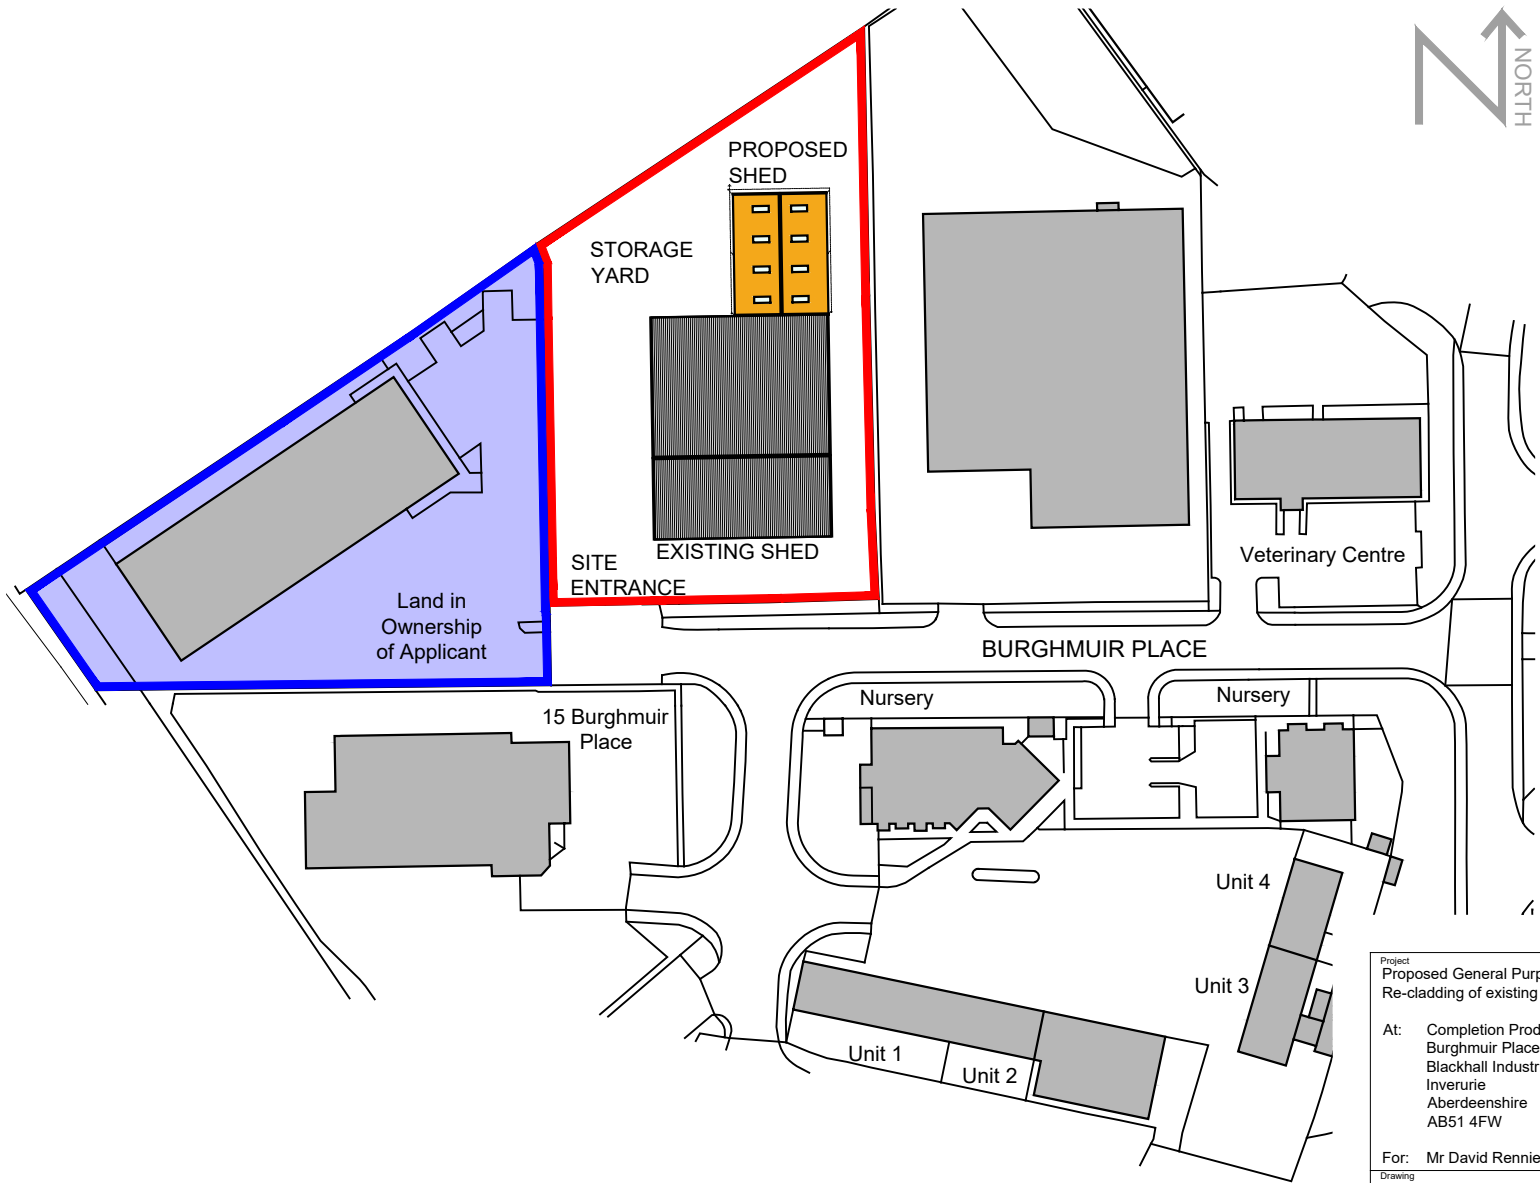 NORTH
PROPOSED
SHED
STORAGE
YARD
EXISTING SHED
SITE
ENTRANCE
Veterinary Centre
Land in
Ownership
of Applicant
BURGHMUIR PLACE
Nursery
Nursery
15 Burghmuir
Place
Unit 4
Unit 3
Unit 1
Unit 2
Project
Proposed General Purp
Re-cladding of existing
At: Completion Prod
Burghmuir Place
Blackhall Industr
Inverurie
Aberdeenshire
AB51 4FW
For: Mr David Rennie
Drawing